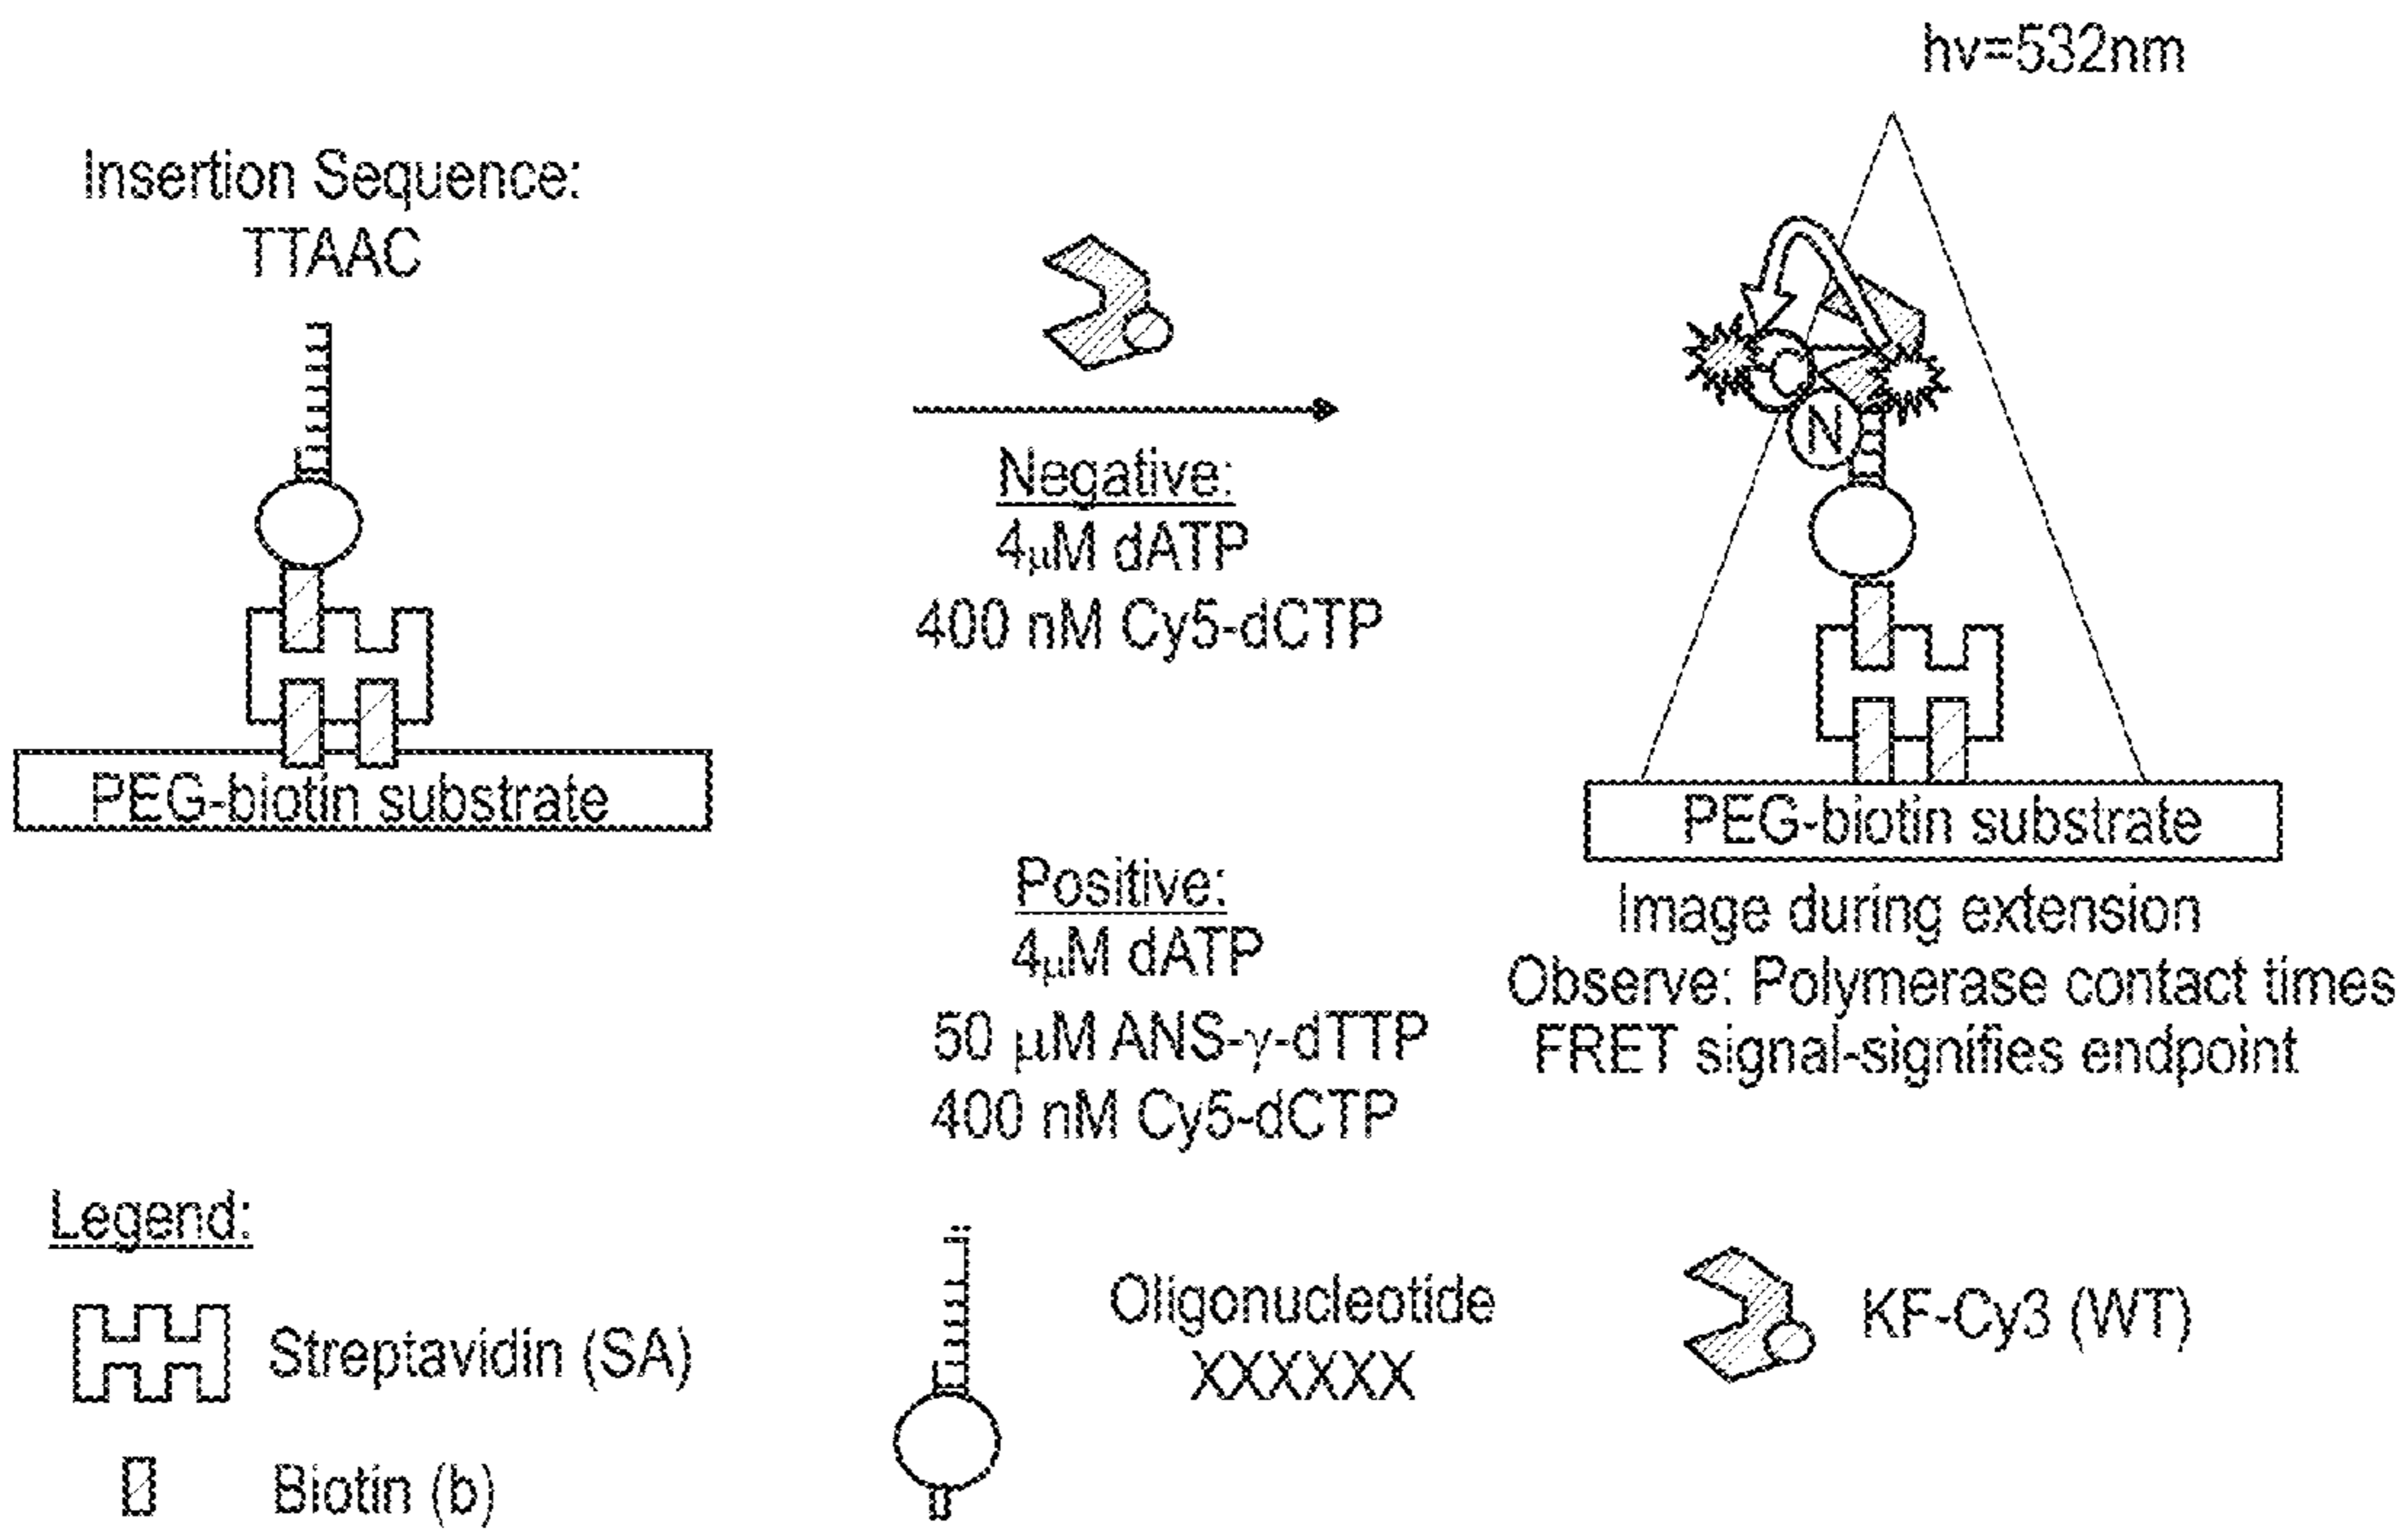 hv=532nm
Insertion Sequence:
TTAAC
C
N
Negative:
4μM dATP
400 nM Cy5-dCTP
PEG-biotin substrate
PEG-biotin substrate
Positive:
4μM dATP
50 μM ANS-γ-dTTP
400 nM Cy5-dCTP
Image during extension
Observe: Polymerase contact times
FRET signal-signifies endpoint
Legend:
Streptavidin (SA)
Biotin (b)
Oligonucleotide
XXXXXX
KF-Cy3 (WT)